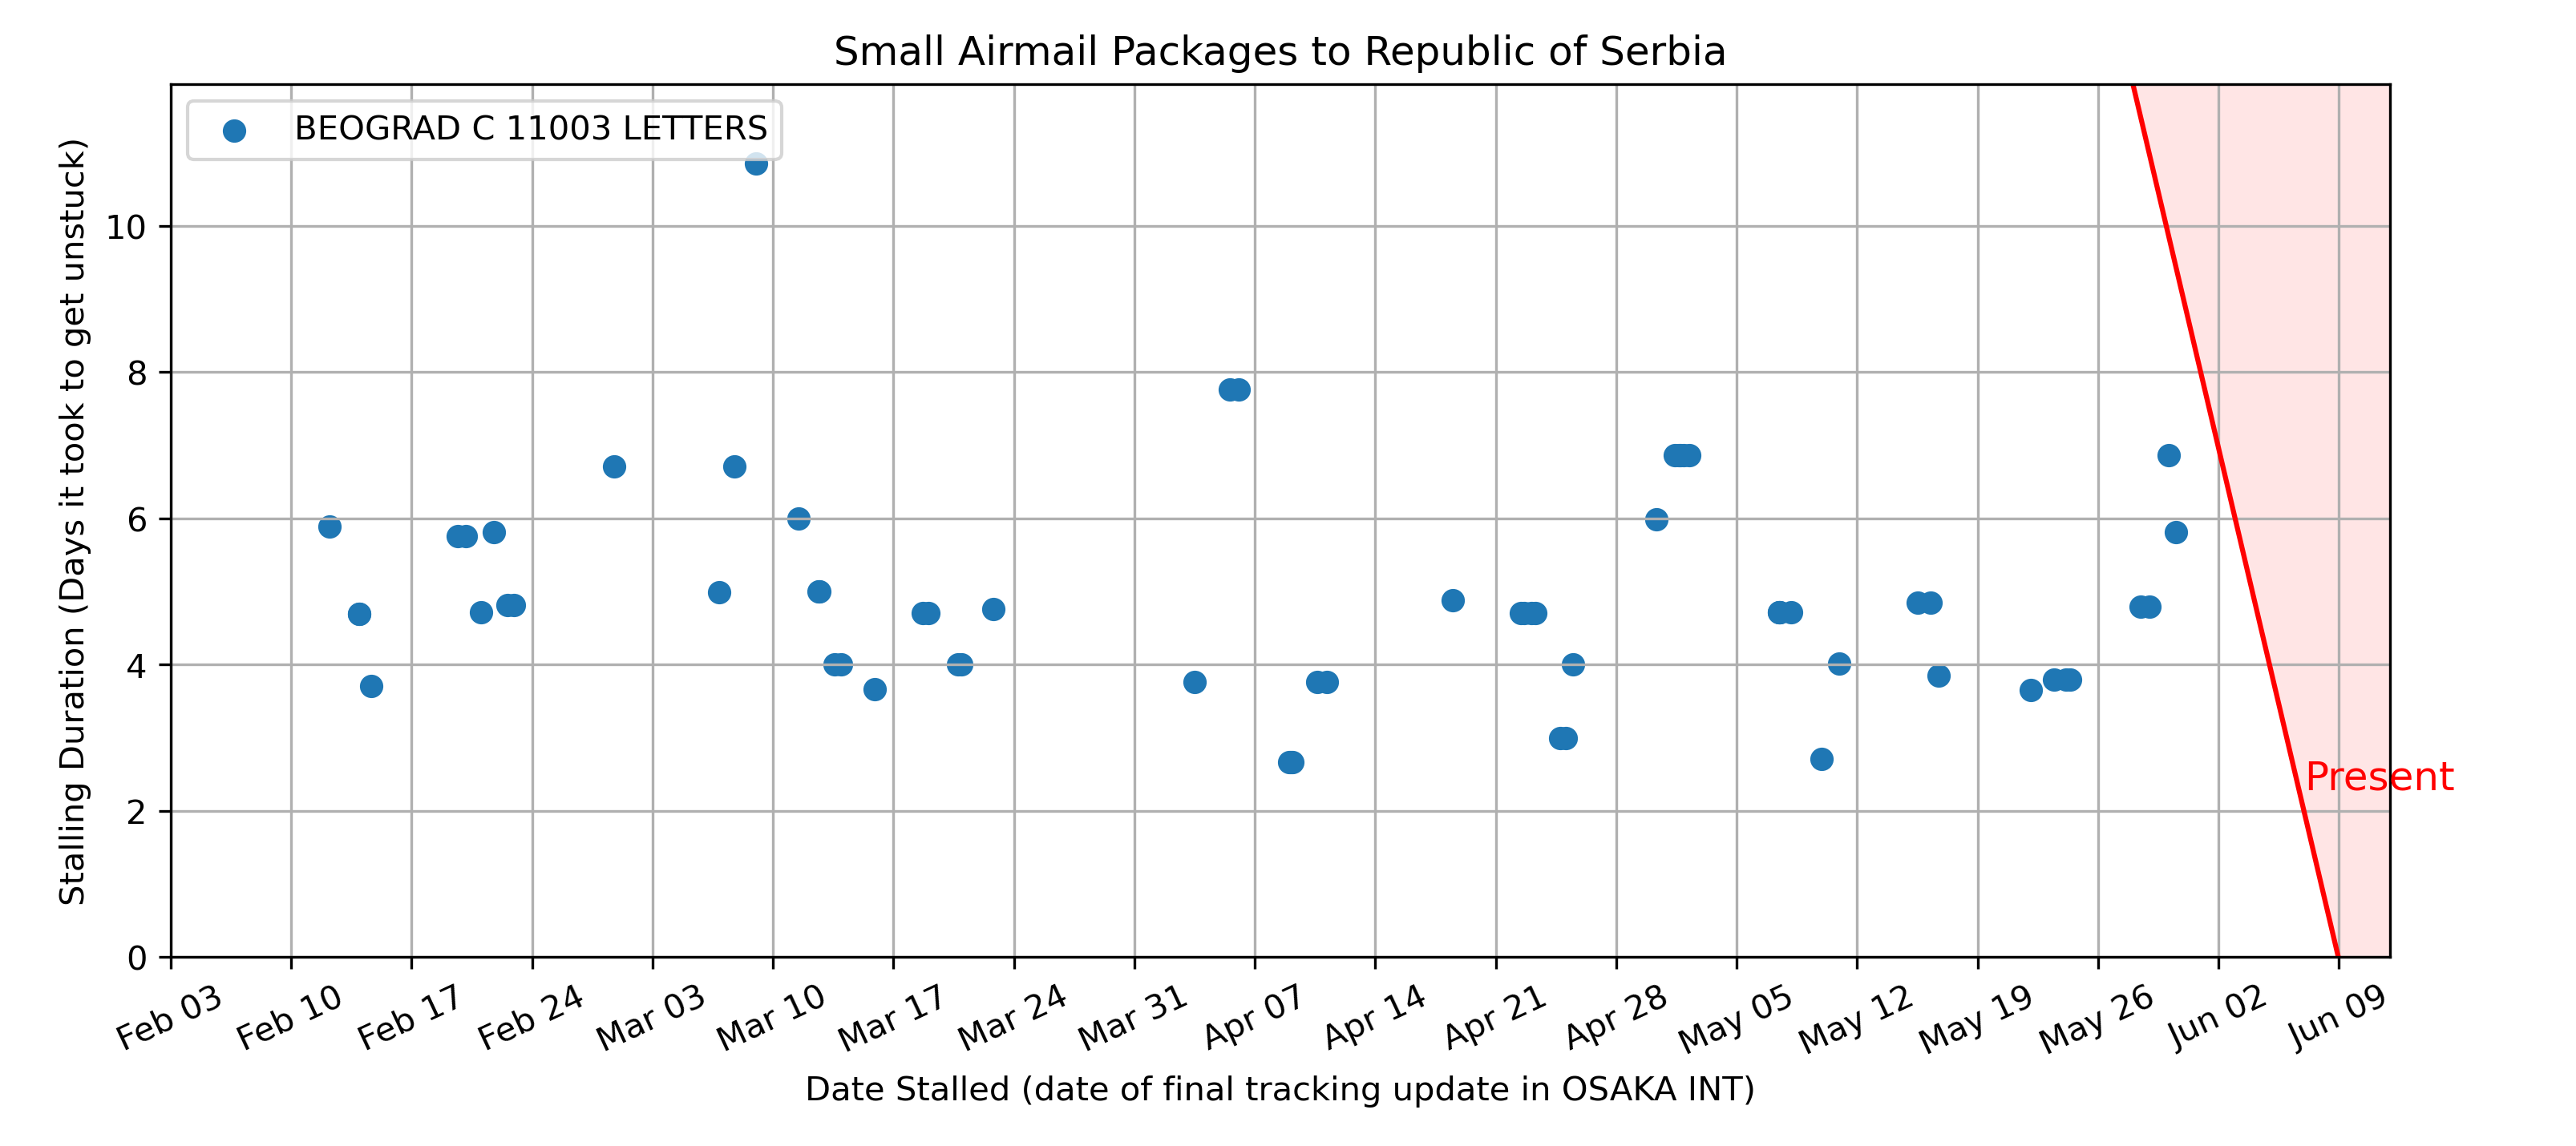 Small Airmail Packages to Republic of Serbia
BEOGRAD C 11003 LETTERS
Stalling Duration (Days it took to get unstuck)
10
8
6
4
2
0
Present
Feb 03 Feb 10 Feb 17 Feb 24 Mar 03 Mar 10 Mar 17 Mar 24 Mar 31 Apr 07 Apr 14 Apr 21 Apr 28 May 05 May 12 May 19 May 26 Jun 02 Jun 09
Date Stalled (date of final tracking update in OSAKA INT)